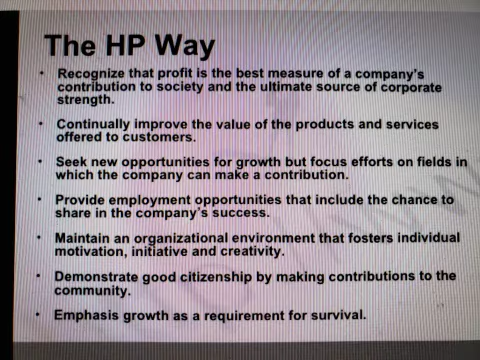 The HP Way
• Recognize that profit is the best measure of a company's
contribution to society and the ultimate source of corporate
strength.
• Continually improve the value of the products and services
offered to customers.
• Seek new opportunities for growth but focus efforts on fields in
which the company can make a contribution.
• Provide employment opportunities that include the chance to
share in the company's success.
• Maintain an organizational environment that fosters individual
motivation, initiative and creativity.
• Demonstrate good citizenship by making contributions to the
community.
• Emphasis growth as a requirement for survival.